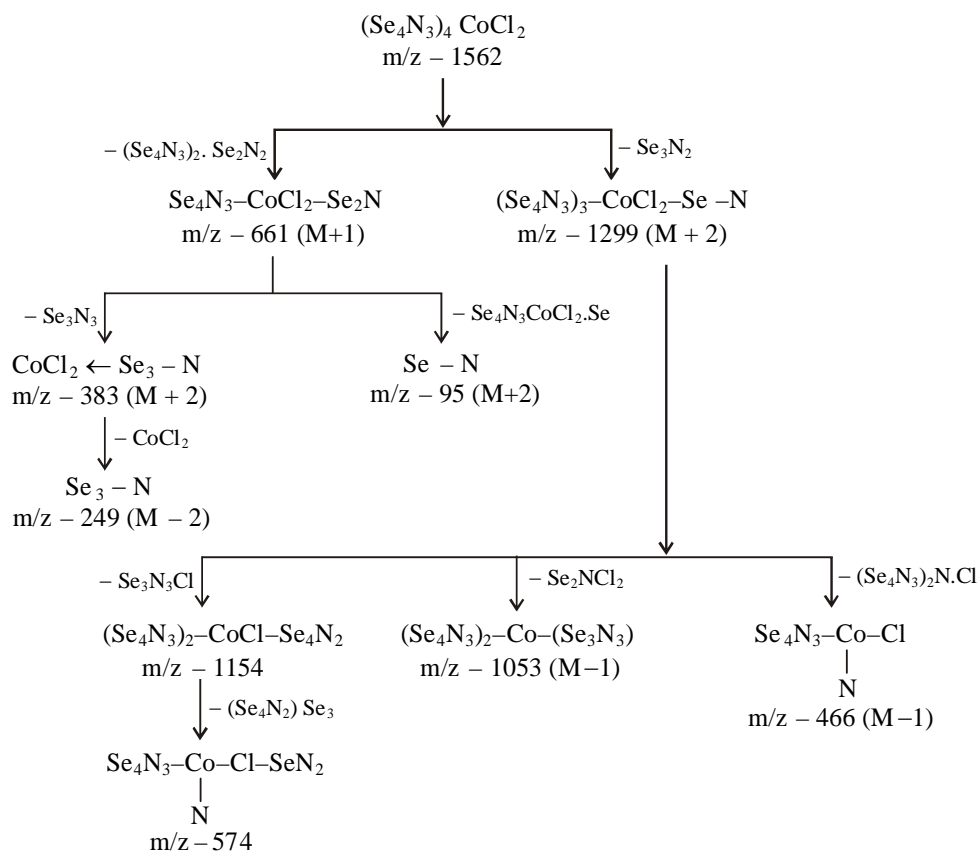 (Se₄N₃)₄ CoCl₂
m/z – 1562
– (Se₄N₃)₂. Se₂N₂
– Se₃N₂
Se₄N₃–CoCl₂–Se₂N
m/z – 661 (M+1)
(Se₄N₃)₃–CoCl₂–Se –N
m/z – 1299 (M + 2)
– Se₃N₃
– Se₄N₃CoCl₂.Se
CoCl₂ ← Se₃ – N
m/z – 383 (M + 2)
Se – N
m/z – 95 (M+2)
– CoCl₂
Se₃ – N
m/z – 249 (M – 2)
– Se₃N₃Cl
– Se₂NCl₂
– (Se₄N₃)₂N.Cl
(Se₄N₃)₂–CoCl–Se₄N₂
m/z – 1154
(Se₄N₃)₂–Co–(Se₃N₃)
m/z – 1053 (M–1)
Se₄N₃–Co–Cl
N
m/z – 466 (M–1)
– (Se₄N₂) Se₃
Se₄N₃–Co–Cl–SeN₂
N
m/z – 574